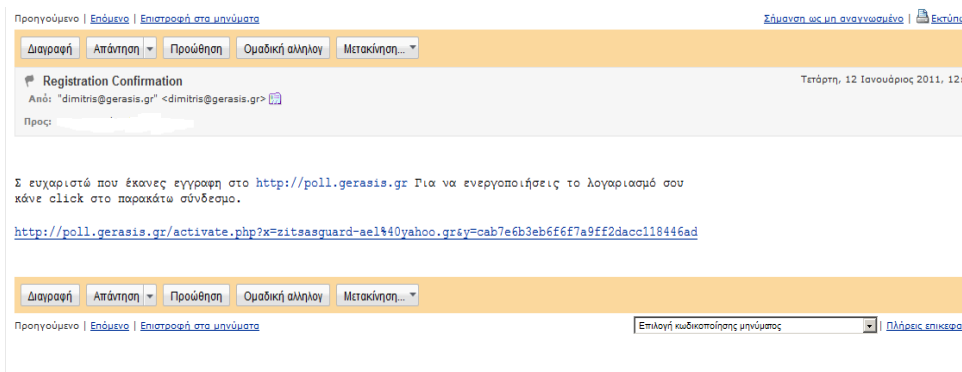 Προηγούμενο | Επόμενο | Επιστροφή στα μηνύματα
Σήμανση ως μη αναγνωσμένο |
Διαγραφή Απάντηση Προώθηση Ομαδική αλληλογ Μετακίνηση...
Registration Confirmation
Τετάρτη, 12 Ιανουάριος 2011, 12:
Από: "dimitris@gerasis.gr" <dimitris@gerasis.gr>
Προς:
Σ ευχαριστώ που έκανες εγγραφη στο http://poll.gerasis.gr Για να ενεργοποιήσεις το λογαριασμό σου
κάνε click στο παρακάτω σύνδεσμο.
http://poll.gerasis.gr/activate.php?x=zitsasguard-ael%40yahoo.gr&y=cab7e6b3eb6f6f7a9ff2dacc118446ad
Διαγραφή Απάντηση Προώθηση Ομαδική αλληλογ Μετακίνηση...
Προηγούμενο | Επόμενο | Επιστροφή στα μηνύματα
Επιλογή κωδικοποίησης μηνύματος | Πλήρεις